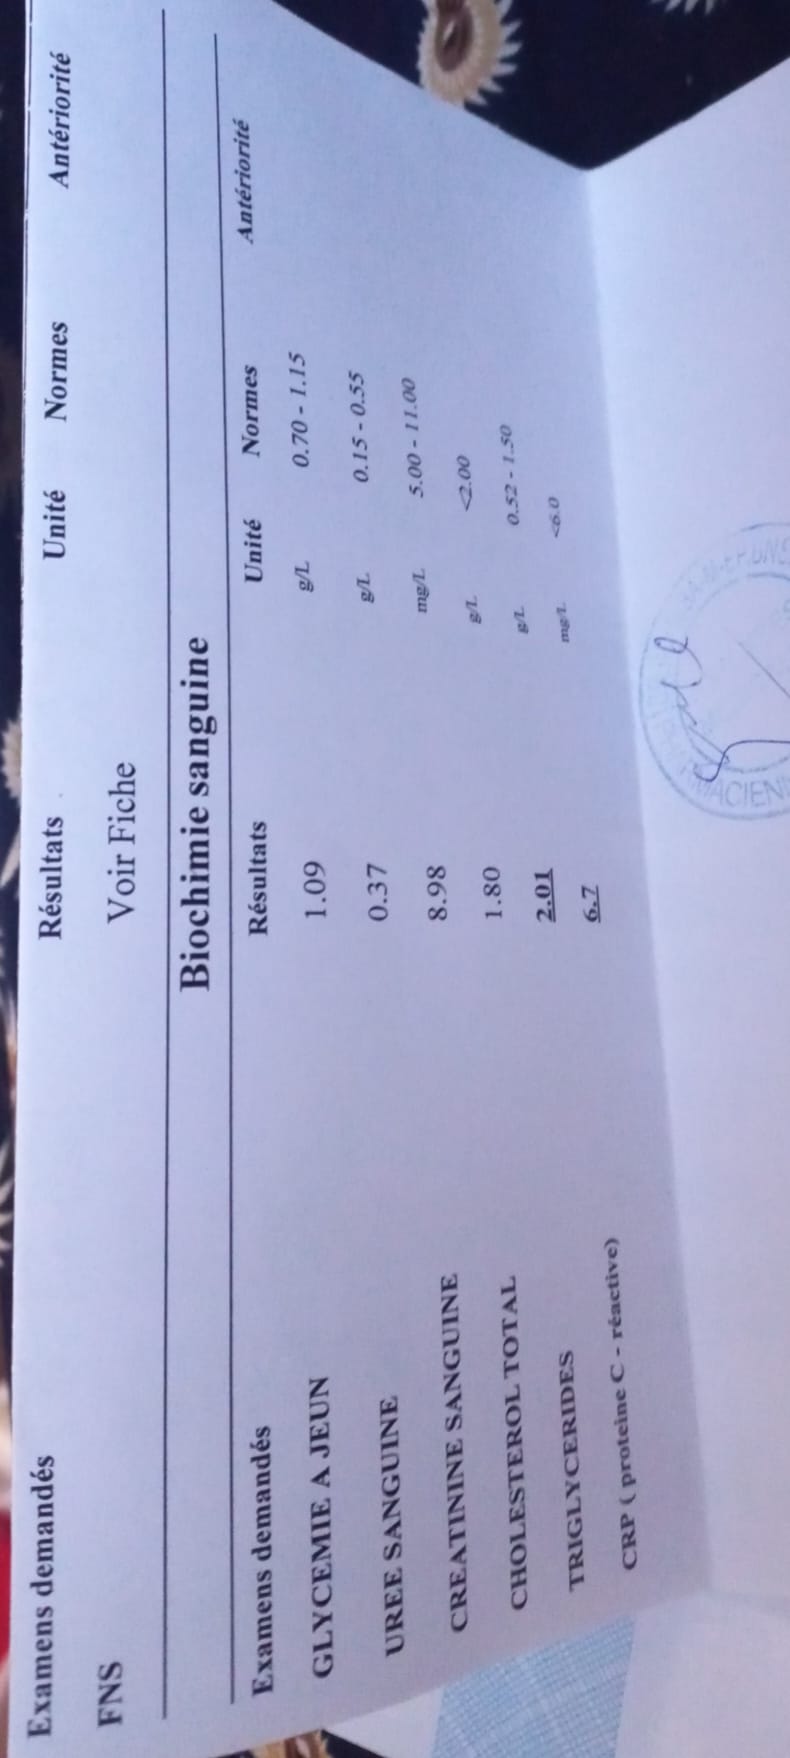 Examens demandés Résultats Unité Normes Antériorité
FNS Voir Fiche
Biochimie sanguine
Examens demandés Résultats Unité Normes Antériorité
GLYCEMIE A JEUN 1.09 g/L 0.70 - 1.15
UREE SANGUINE 0.37 g/L 0.15 - 0.55
CREATININE SANGUINE 8.98 mg/L 5.00 - 11.00
CHOLESTEROL TOTAL 1.80 g/L <2.00
TRIGLYCERIDES 2.01 g/L 0.52 - 1.50
CRP ( proteine C - réactive) 6.7 mg/L <6.0